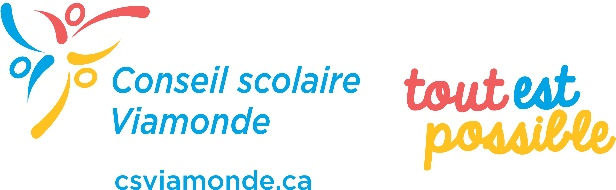 Conseil scolaire
Viamonde
csviamonde.ca
tout est
possible